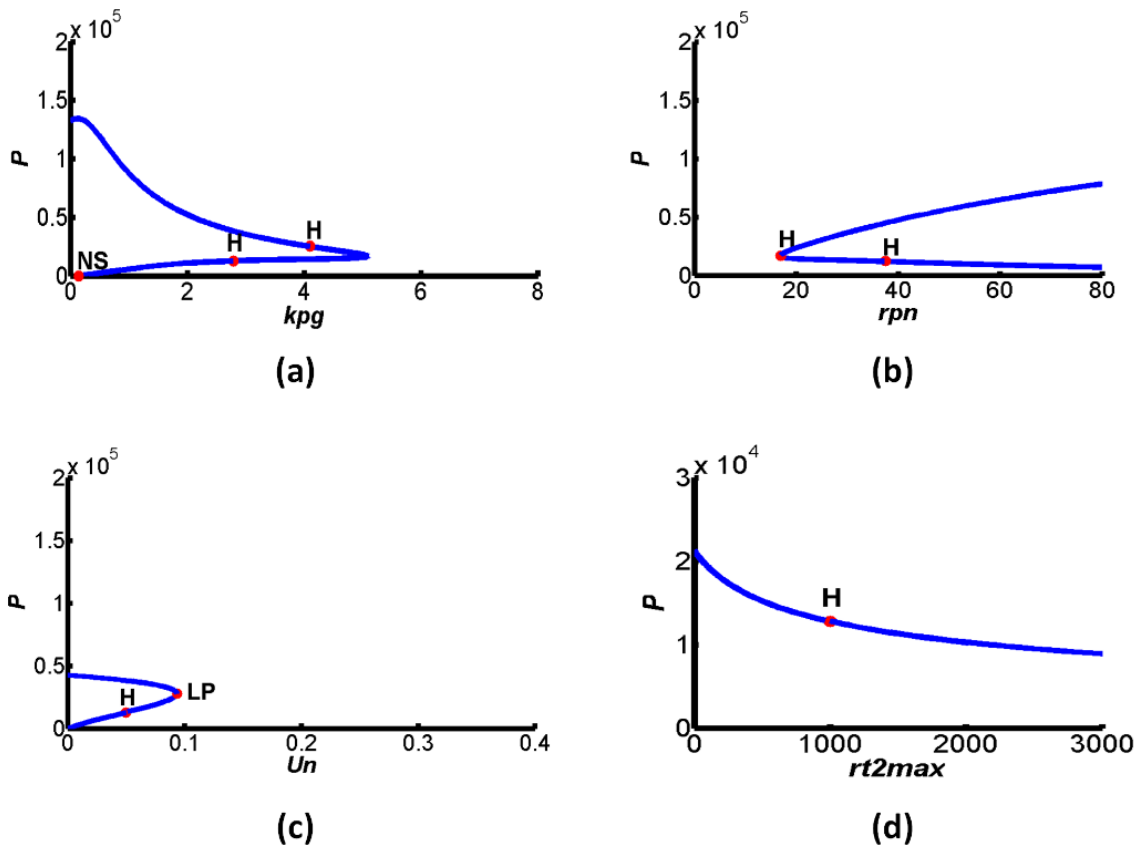 x 10^5
2
1.5
1
0.5
0
P
NS
H
H
0 2 4 6 8
kpg
(a)
x 10^5
2
1.5
1
0.5
0
P
H
H
0 20 40 60 80
rpn
(b)
x 10^5
2
1.5
1
0.5
0
P
H
LP
0 0.1 0.2 0.3 0.4
Un
(c)
x 10^4
3
2
1
0
P
H
0 1000 2000 3000
rt2max
(d)